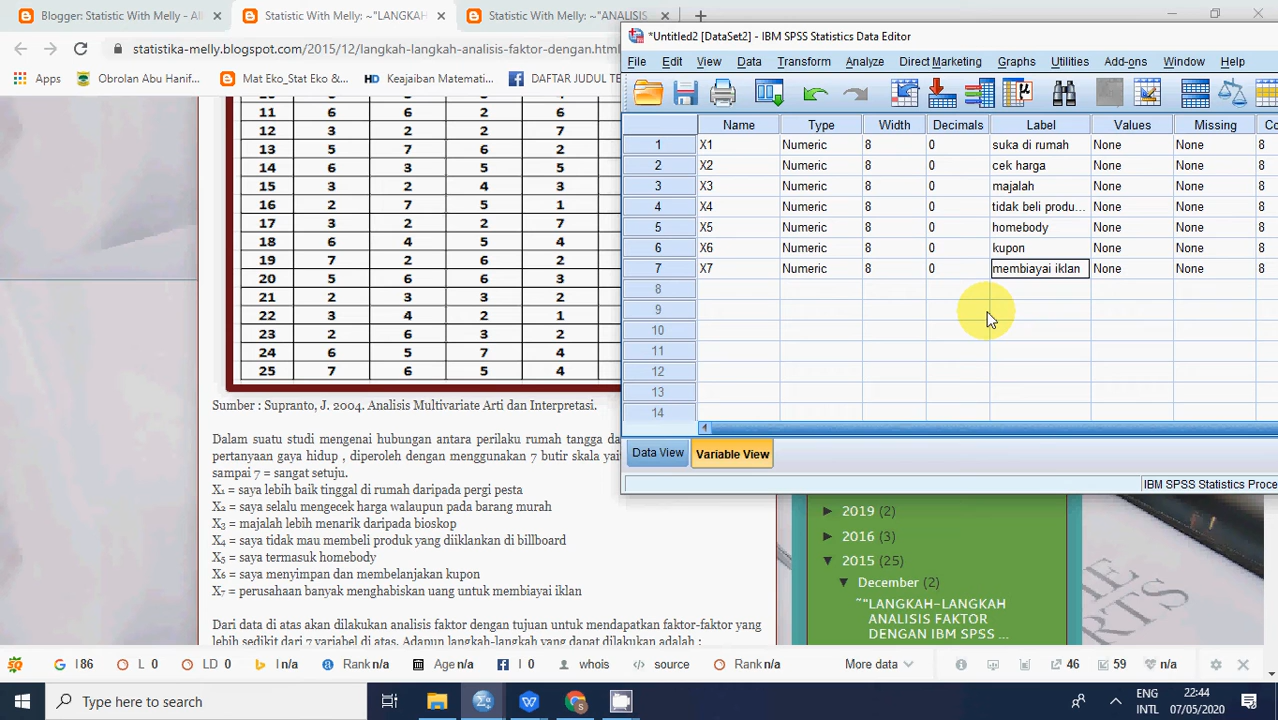 Blogger: Statistic With Melly - All
Statistic With Melly: ~"LANGKAH-
Statistic With Melly: ~"ANALISIS
statistika-melly.blogspot.com/2015/12/langkah-langkah-analisis-faktor-dengan.html
Apps
Obrolan Abu Hanif...
Mat Eko_Stat Eko &...
HD Keajaiban Matemati...
DAFTAR JUDUL TE
*Untitled2 [DataSet2] - IBM SPSS Statistics Data Editor
File Edit View Data Transform Analyze Direct Marketing Graphs Utilities Add-ons Window Help
Name Type Width Decimals Label Values Missing Co
1 X1 Numeric 8 0 suka di rumah None None 8
2 X2 Numeric 8 0 cek harga None None 8
3 X3 Numeric 8 0 majalah None None 8
4 X4 Numeric 8 0 tidak beli produ... None None 8
5 X5 Numeric 8 0 homebody None None 8
6 X6 Numeric 8 0 kupon None None 8
7 X7 Numeric 8 0 membiayai iklan None None 8
8
9
10
11
12
13
14
Data View Variable View
IBM SPSS Statistics Proce
11 6 6 2 6
12 3 2 2 7
13 5 7 6 2
14 6 3 5 5
15 3 2 4 3
16 2 7 5 1
17 3 2 2 7
18 6 4 5 4
19 7 2 6 2
20 5 6 6 3
21 2 3 3 2
22 3 4 2 1
23 2 6 3 2
24 6 5 7 4
25 7 6 5 4
Sumber : Supranto, J. 2004. Analisis Multivariate Arti dan Interpretasi.
Dalam suatu studi mengenai hubungan antara perilaku rumah tangga da
pertanyaan gaya hidup , diperoleh dengan menggunakan 7 butir skala yai
sampai 7 = sangat setuju.
X1 = saya lebih baik tinggal di rumah daripada pergi pesta
X2 = saya selalu mengecek harga walaupun pada barang murah
X3 = majalah lebih menarik daripada bioskop
X4 = saya tidak mau membeli produk yang diiklankan di billboard
X5 = saya termasuk homebody
X6 = saya menyimpan dan membelanjakan kupon
X7 = perusahaan banyak menghabiskan uang untuk membiayai iklan
Dari data di atas akan dilakukan analisis faktor dengan tujuan untuk mendapatkan faktor-faktor yang
lebih sedikit dari 7 variabel di atas. Adapun langkah-langkah yang dapat dilakukan adalah :
► 2019 (2)
► 2016 (3)
▼ 2015 (25)
▼ December (2)
~"LANGKAH-LANGKAH
ANALISIS FAKTOR
DENGAN IBM SPSS ...
I 86 L 0 LD 0 I n/a Rank n/a Age n/a I 0 whois source Rank n/a More data 46 59 n/a
Type here to search
ENG
INTL
22:44
07/05/2020